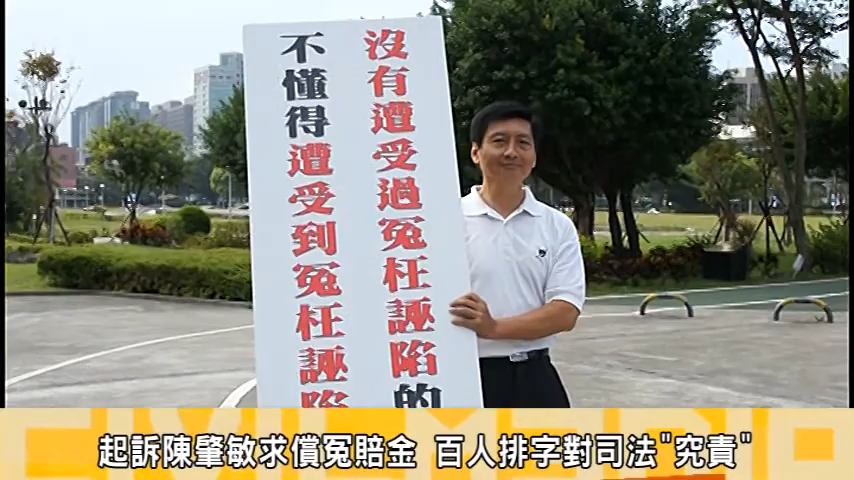 沒有遭受過冤枉誣陷的
不懂得遭受到冤枉誣陷
起訴陳肇敏求償冤賠金 百人排字對司法"究責"